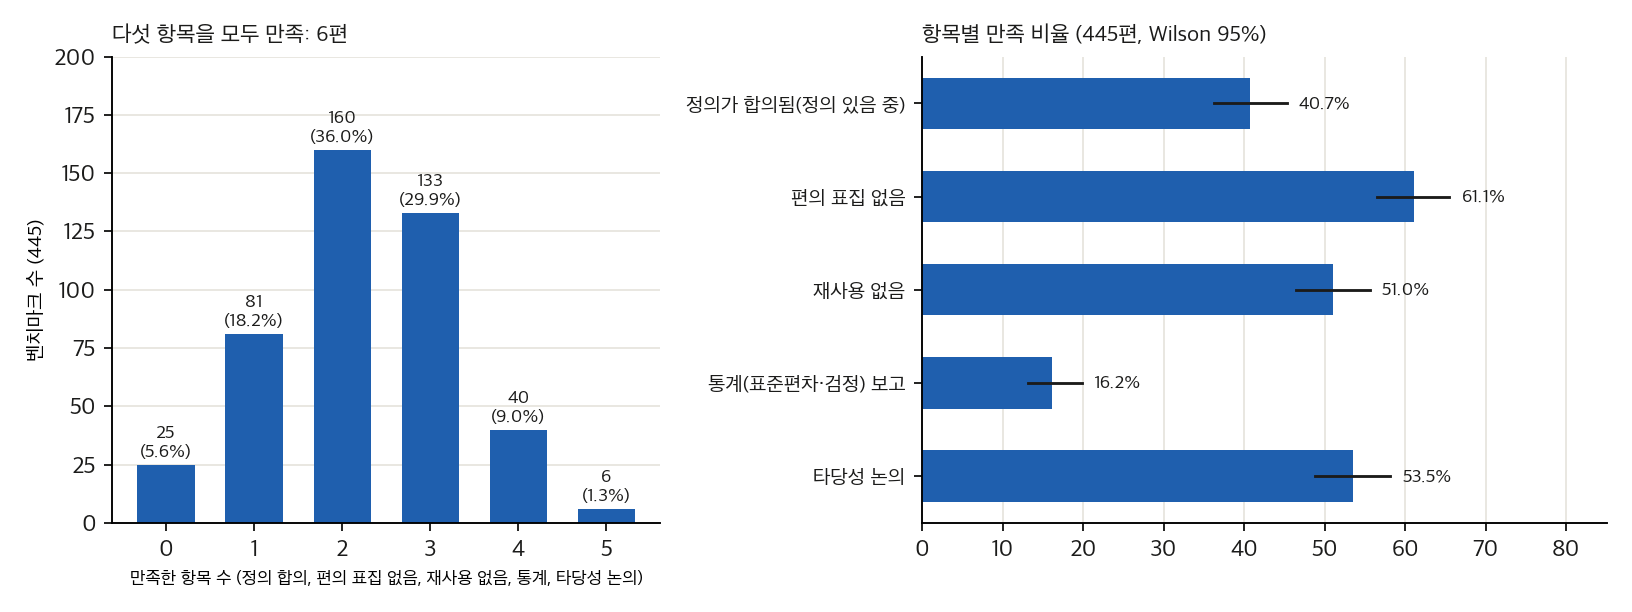 다섯 항목을 모두 만족: 6편
벤치마크 수 (445)
200
175
150
125
100
75
50
25
0
25
(5.6%)
81
(18.2%)
160
(36.0%)
133
(29.9%)
40
(9.0%)
6
(1.3%)
0 1 2 3 4 5
만족한 항목 수 (정의 합의, 편의 표집 없음, 재사용 없음, 통계, 타당성 논의)
항목별 만족 비율 (445편, Wilson 95%)
정의가 합의됨(정의 있음 중) 40.7%
편의 표집 없음 61.1%
재사용 없음 51.0%
통계(표준편차·검정) 보고 16.2%
타당성 논의 53.5%
0 10 20 30 40 50 60 70 80